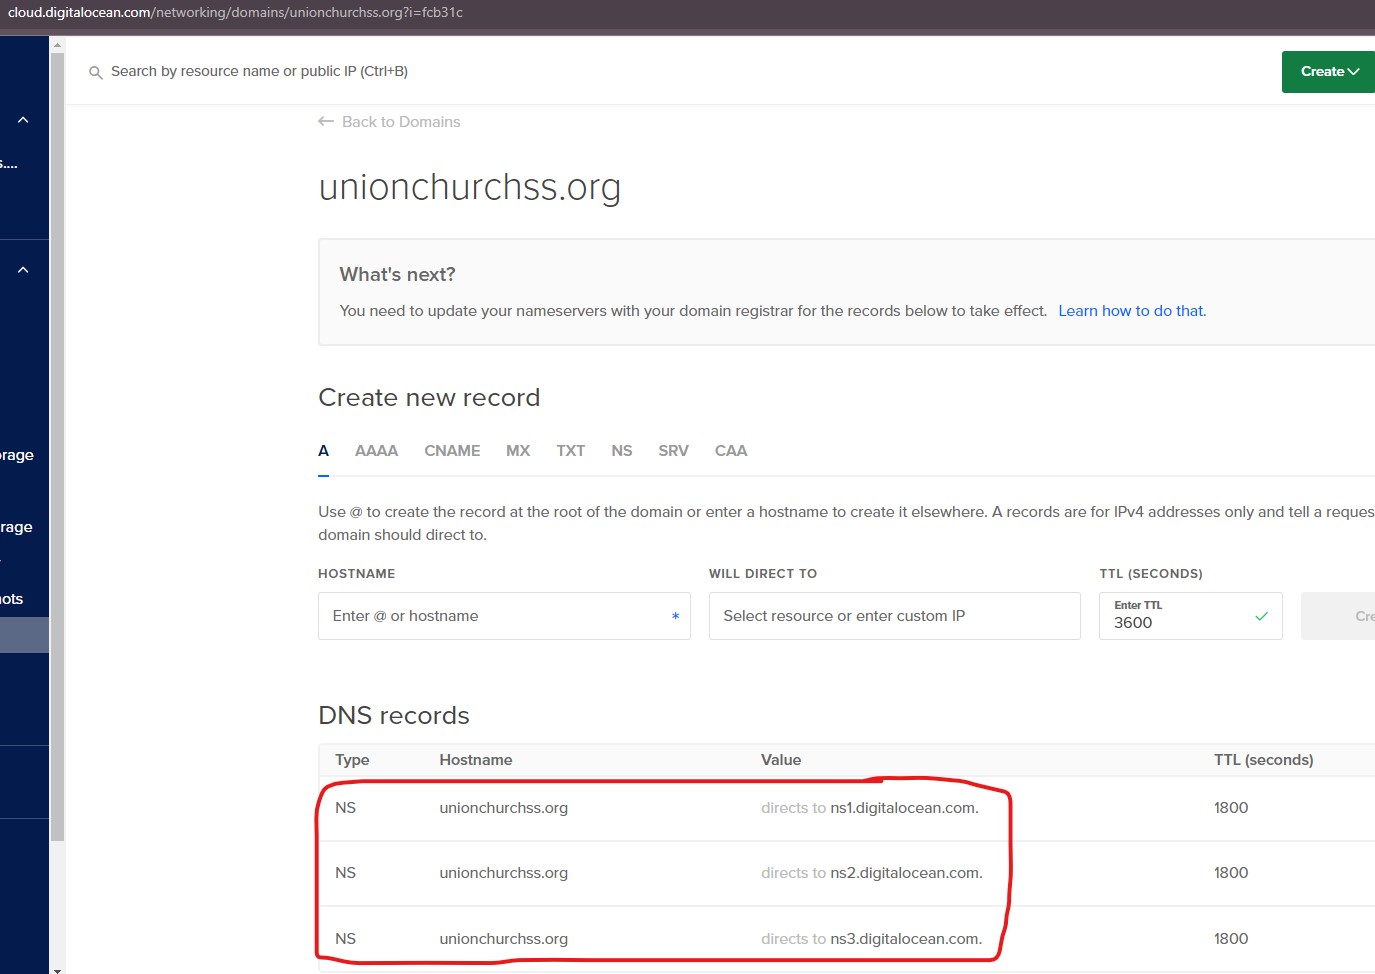 cloud.digitalocean.com/networking/domains/unionchurchss.org?i=fcb31c
Search by resource name or public IP (Ctrl+B)
Create
s....
Back to Domains
unionchurchss.org
What's next?
You need to update your nameservers with your domain registrar for the records below to take effect. Learn how to do that.
Create new record
A AAAA CNAME MX TXT NS SRV CAA
orage
Use @ to create the record at the root of the domain or enter a hostname to create it elsewhere. A records are for IPv4 addresses only and tell a reques
rage
domain should direct to.
HOSTNAME WILL DIRECT TO TTL (SECONDS)
ots
Enter @ or hostname * Select resource or enter custom IP Enter TTL
3600 Cre
DNS records
Type Hostname Value TTL (seconds)
NS unionchurchss.org directs to ns1.digitalocean.com. 1800
NS unionchurchss.org directs to ns2.digitalocean.com. 1800
NS unionchurchss.org directs to ns3.digitalocean.com. 1800